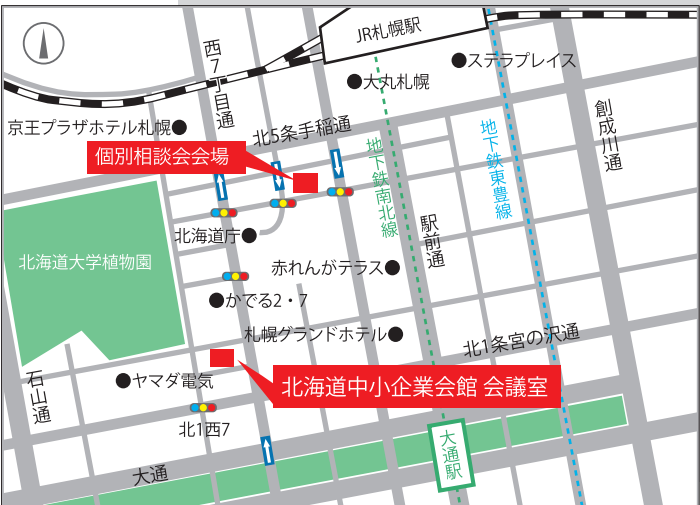 JR札幌駅
ステラプレイス
大丸札幌
西7丁目通
創成川通
京王プラザホテル札幌
北5条手稲通
地下鉄南北線
地下鉄東豊線
個別相談会会場
駅前通
北海道庁
北海道大学植物園
赤れんがテラス
かでる2・7
札幌グランドホテル
北1条宮の沢通
石山通
ヤマダ電気
北海道中小企業会館 会議室
北1西7
大通
大通駅